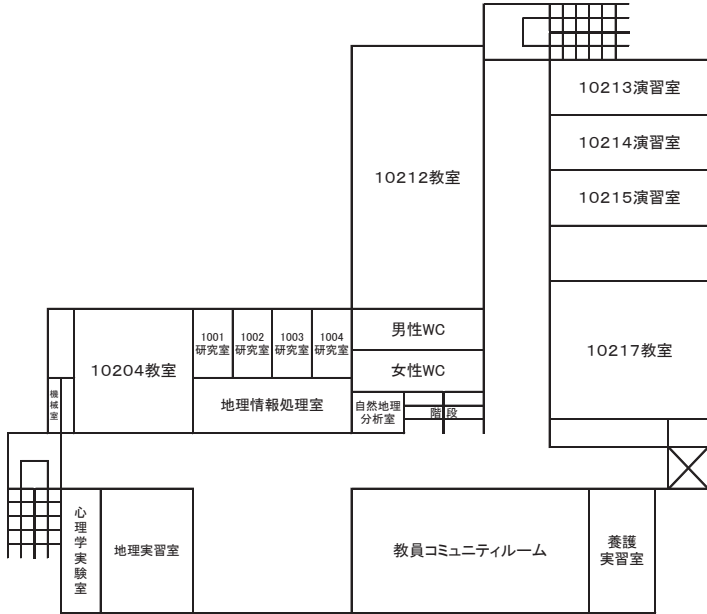 10213演習室
10214演習室
10212教室
10215演習室
男性WC
1001
研究室
1002
研究室
1003
研究室
1004
研究室
10217教室
10204教室
女性WC
機械室
地理情報処理室
自然地理
分析室
階段
心理学実験室
地理実習室
教員コミュニティルーム
養護
実習室